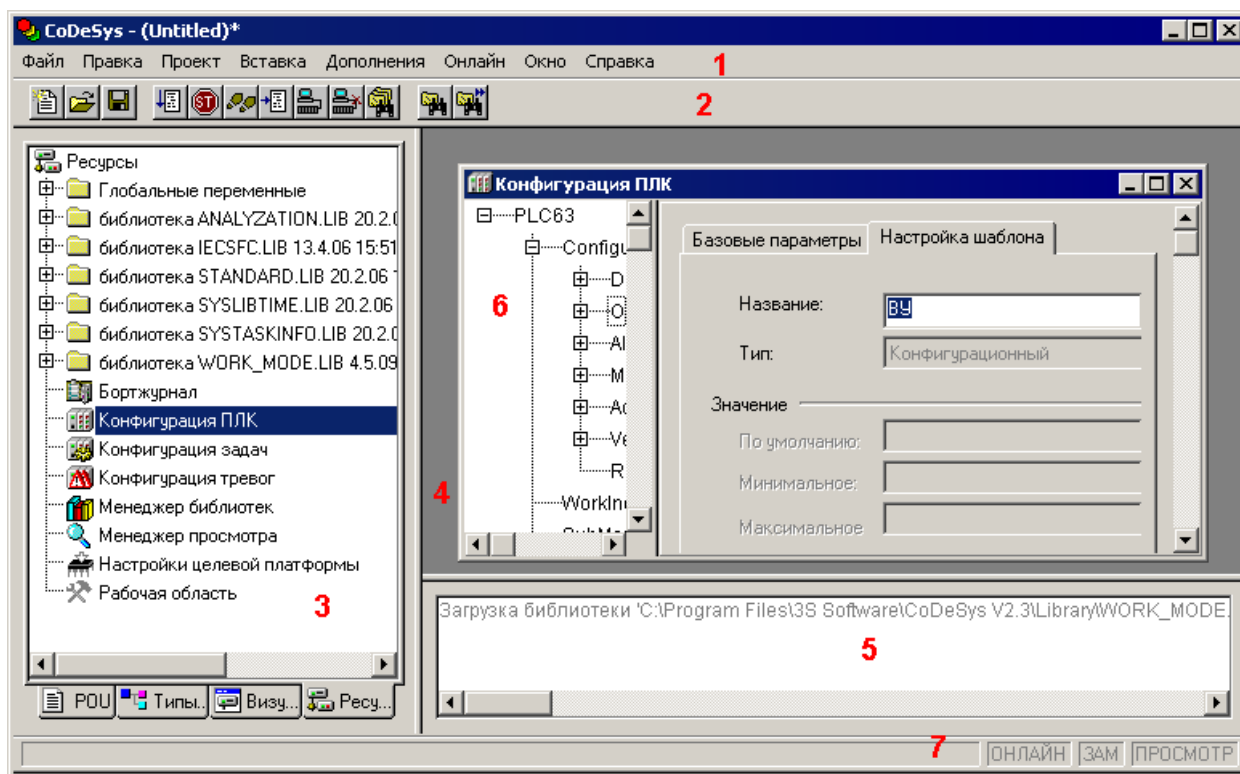 CoDeSys - (Untitled)*
Файл Правка Проект Вставка Дополнения Онлайн Окно Справка 1
2
Ресурсы
Глобальные переменные
библиотека ANALYZATION.LIB 20.2.0
библиотека IECSFC.LIB 13.4.06 15:51
библиотека STANDARD.LIB 20.2.06
библиотека SYSLIBTIME.LIB 20.2.06
библиотека SYSTASKINFO.LIB 20.2.0
библиотека WORK_MODE.LIB 4.5.09
Бортжурнал
Конфигурация ПЛК
Конфигурация задач
Конфигурация тревог
Менеджер библиотек
Менеджер просмотра
Настройки целевой платформы
Рабочая область
3
POU Типы.. Визу... Ресу...
4
Конфигурация ПЛК
PLC63
Configu
D
O
AI
M
Ac
Ve
R
WorkIn
6
Базовые параметры Настройка шаблона
Название: ВУ
Тип: Конфигурационный
Значение
По умолчанию:
Минимальное:
Максимальное
Загрузка библиотеки 'C:\Program Files\3S Software\CoDeSys V2.3\Library\WORK_MODE.
5
7
ОНЛАЙН ЗАМ ПРОСМОТР